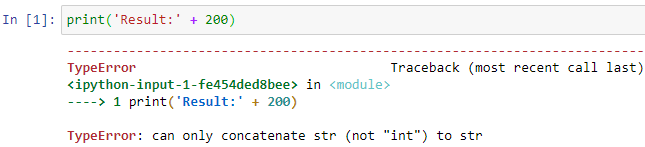 In [1]: print('Result:' + 200)
---------------------------------------------------------------------------
TypeError                                 Traceback (most recent call last)
<ipython-input-1-fe454ded8bee> in <module>
----> 1 print('Result:' + 200)
TypeError: can only concatenate str (not "int") to str